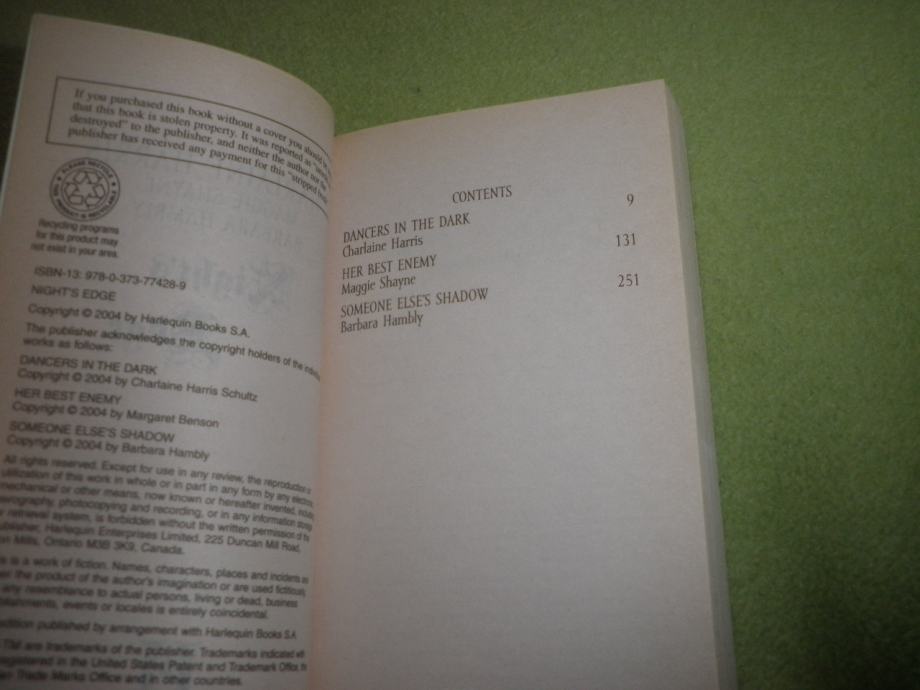 If you purchased this book without a cover you should be
that this book is stolen property. It was reported as
destroyed" to the publisher, and neither the author nor the
publisher has received any payment for this "stripped
PLEASE RECYCLE
THIS PRODUCT IS RECYCLABLE
Recycling programs
for this product may
not exist in your area.
ISBN-13: 978-0-373-77428-9
NIGHT'S EDGE
Copyright © 2004 by Harlequin Books S.A.
The publisher acknowledges the copyright holders of the
works as follows:
DANCERS IN THE DARK
Copyright © 2004 by Charlaine Harris Schultz
HER BEST ENEMY
Copyright © 2004 by Margaret Benson
SOMEONE ELSE'S SHADOW
Copyright © 2004 by Barbara Hambly
All rights reserved. Except for use in any review, the reproduction or
utilization of this work in whole or in part in any form by any
mechanical or other means, now known or hereafter invented,
photocopying and recording, or in any information
retrieval system, is forbidden without the written permission of the
Harlequin Enterprises Limited, 225 Duncan Mill Road,
Mills, Ontario M3B 3K9, Canada.
is a work of fiction. Names, characters, places and incidents are
the product of the author's imagination or are used fictitiously,
any resemblance to actual persons, living or dead, business
events or locales is entirely coincidental.
edition published by arrangement with Harlequin Books S.A.
TM are trademarks of the publisher. Trademarks indicated with
registered in the United States Patent and Trademark Office, the
Trade Marks Office and in other countries.
CONTENTS
DANCERS IN THE DARK 9
Charlaine Harris
HER BEST ENEMY 131
Maggie Shayne
SOMEONE ELSE'S SHADOW 251
Barbara Hambly